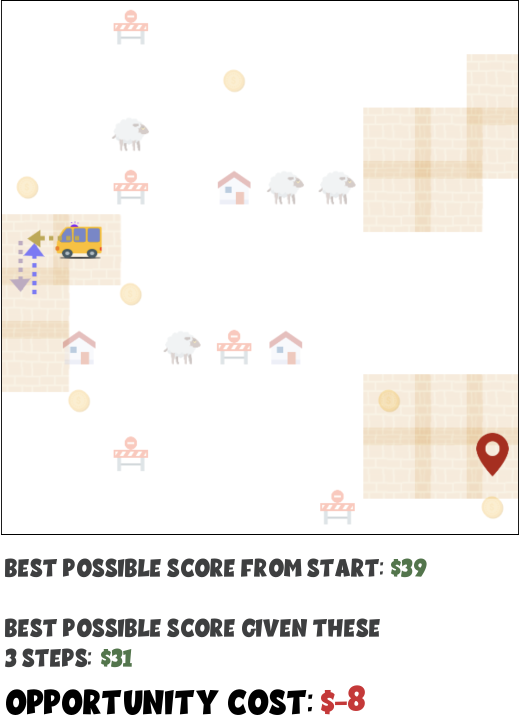 BEST POSSIBLE SCORE FROM START: $39
BEST POSSIBLE SCORE GIVEN THESE
3 STEPS: $31
OPPORTUNITY COST: $-8